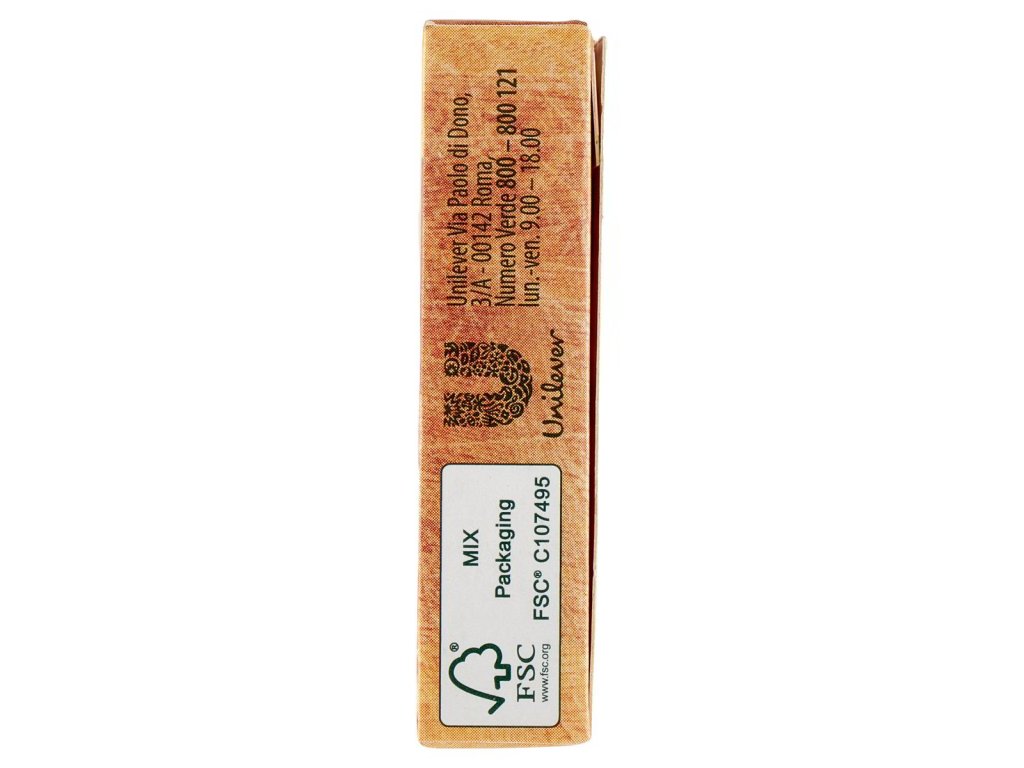 Unilever Via Paolo di Dono,
3/A - 00142 Roma,
Numero Verde 800 – 800 121
lun.-ven. 9.00 – 18.00
Unilever
MIX
Packaging
FSC® C107495
®
FSC
www.fsc.org